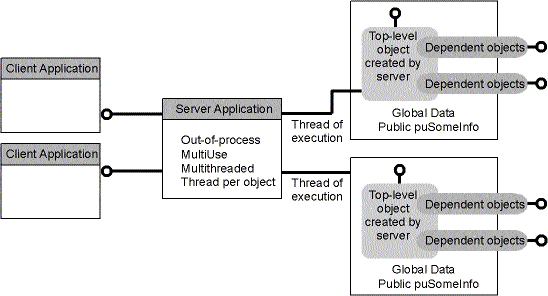 Client Application
Client Application
Server Application
Out-of-process
MultiUse
Multithreaded
Thread per object
Thread of
execution
Thread of
execution
Top-level
object
created by
server
Dependent objects
Dependent objects
Global Data
Public puSomeInfo
Top-level
object
created by
server
Dependent objects
Dependent objects
Global Data
Public puSomeInfo